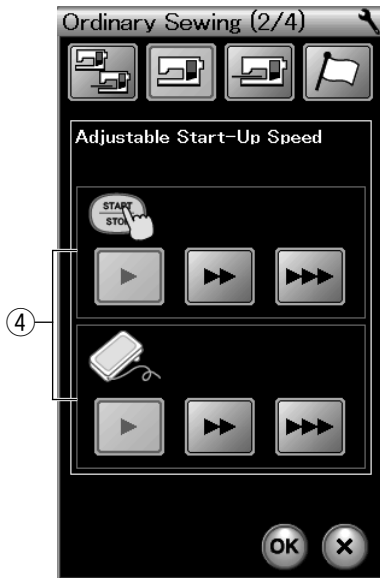 Ordinary Sewing (2/4)
Adjustable Start-Up Speed
START
STOP
④
OK